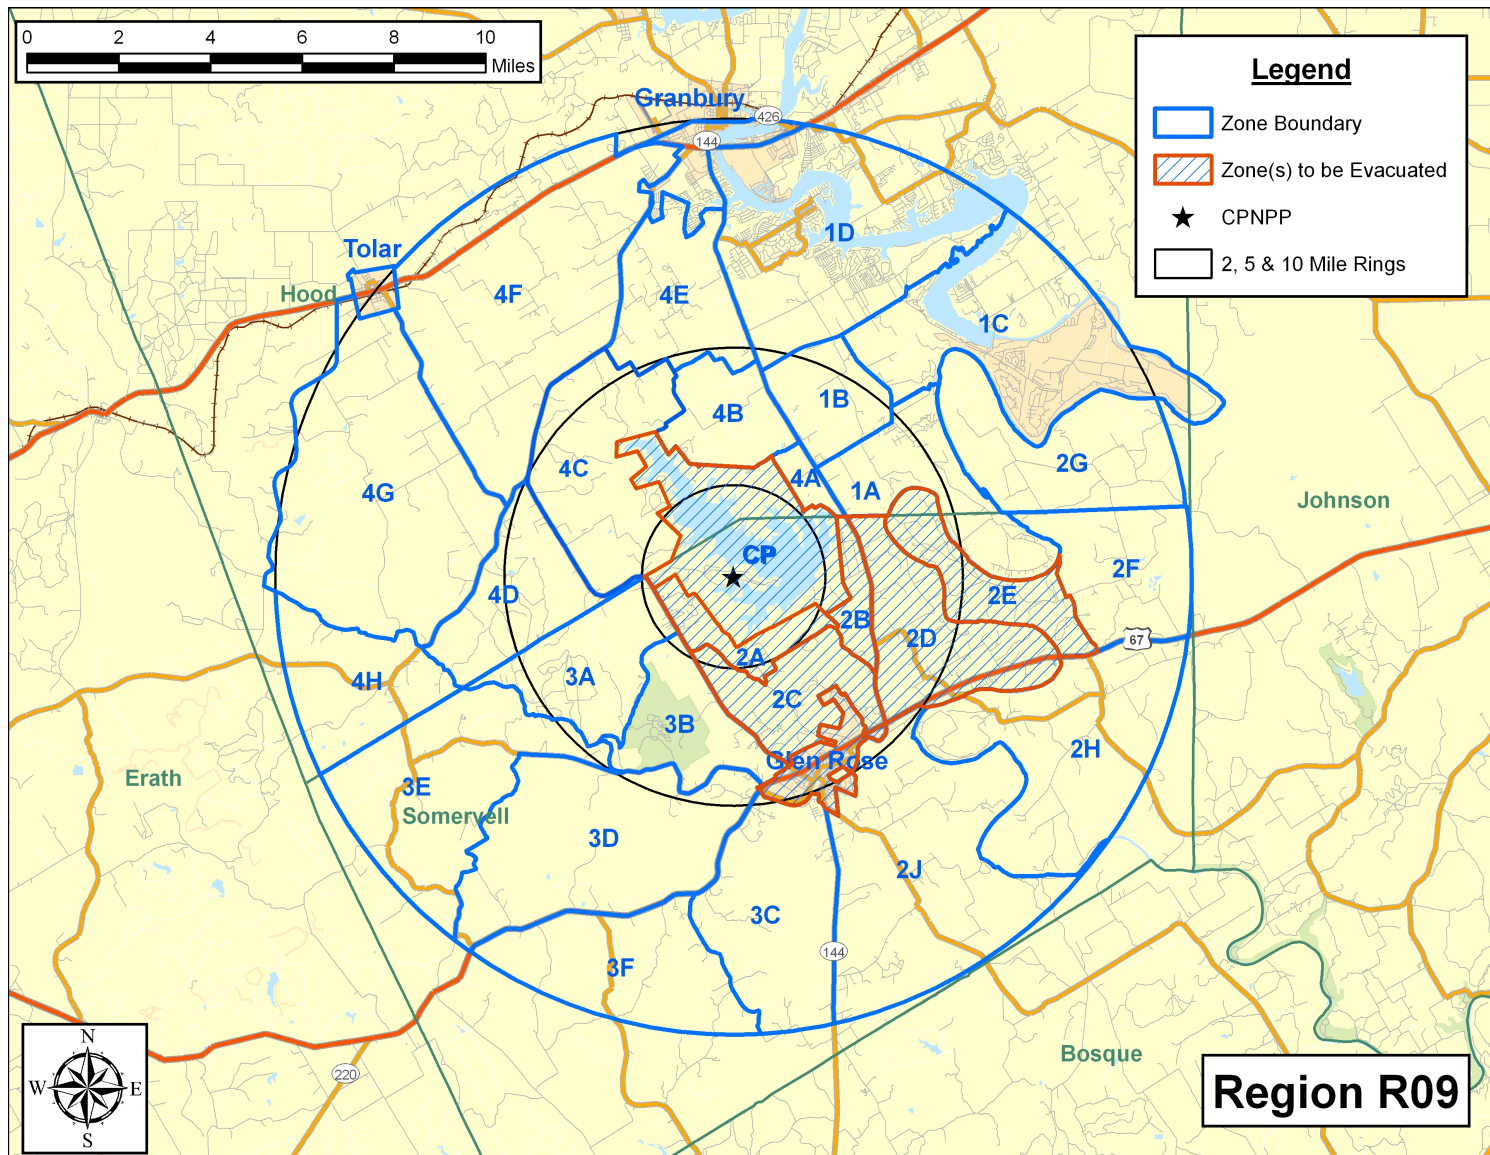 0 2 4 6 8 10
Miles
Legend
Zone Boundary
Zone(s) to be Evacuated
CPNPP
2, 5 & 10 Mile Rings
Granbury
426
144
1D
Tolar
Hood
4F
4E
1C
4B
1B
4C
4A
1A
2G
4G
Johnson
CP
4D
2B
2E
2F
2D
67
2A
3A
4H
2C
3B
2H
Glen Rose
Erath
3E
Somervell
3D
2J
3C
144
3F
Bosque
220
N
W E
S
Region R09